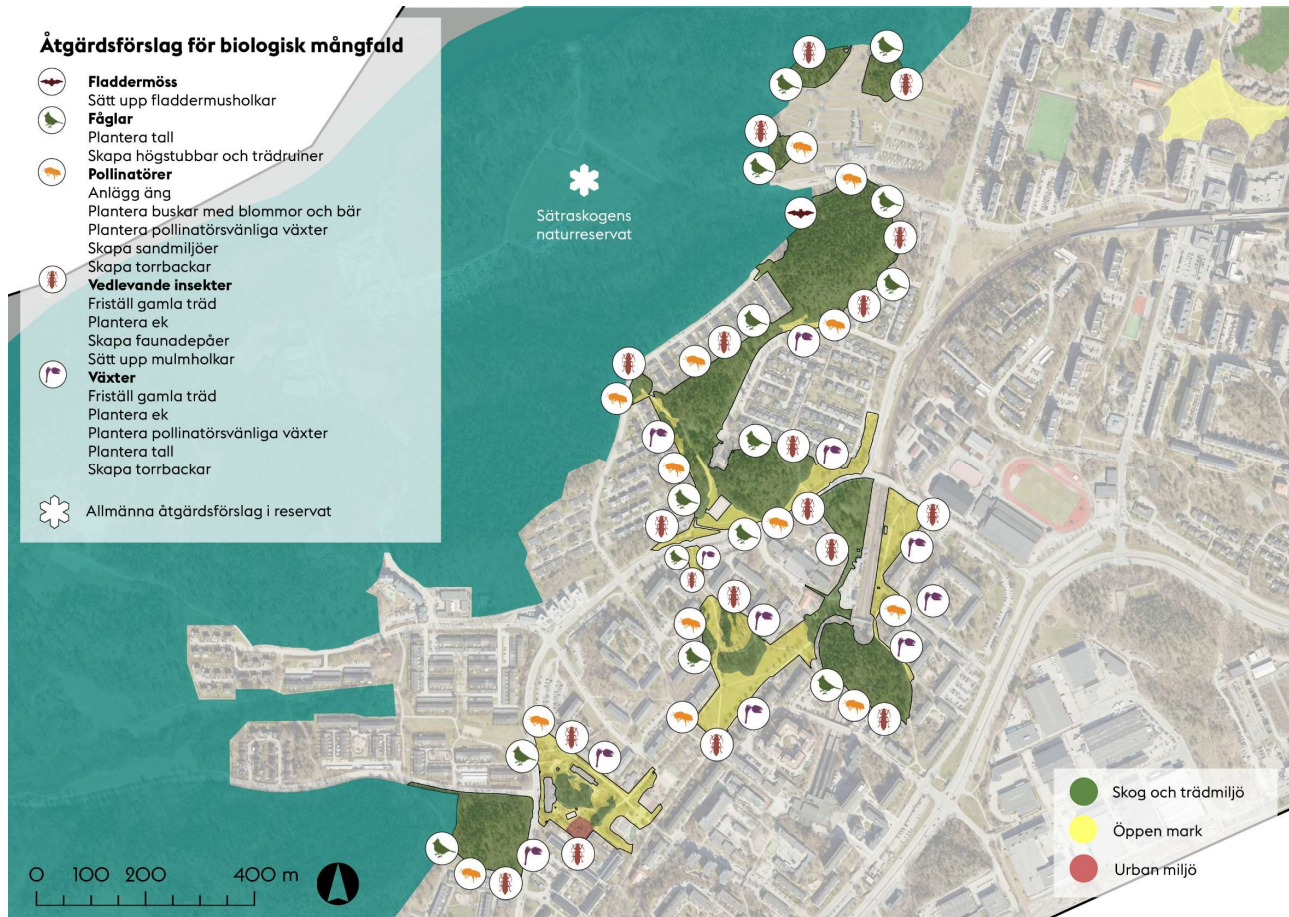 Åtgärdsförslag för biologisk mångfald
Fladdermöss
Sätt upp fladdermusholkar
Fåglar
Plantera tall
Skapa högstubbar och trädruiner
Pollinatörer
Anlägg äng
Plantera buskar med blommor och bär
Plantera pollinatörsvänliga växter
Skapa sandmiljöer
Skapa torrbackar
Vedlevande insekter
Friställ gamla träd
Plantera ek
Skapa faunadepåer
Sätt upp mulmholkar
Växter
Friställ gamla träd
Plantera ek
Plantera pollinatörsvänliga växter
Plantera tall
Skapa torrbackar
Allmänna åtgärdsförslag i reservat
Sätraskogens
naturreservat
Skog och trädmiljö
Öppen mark
Urban miljö
0 100 200 400 m